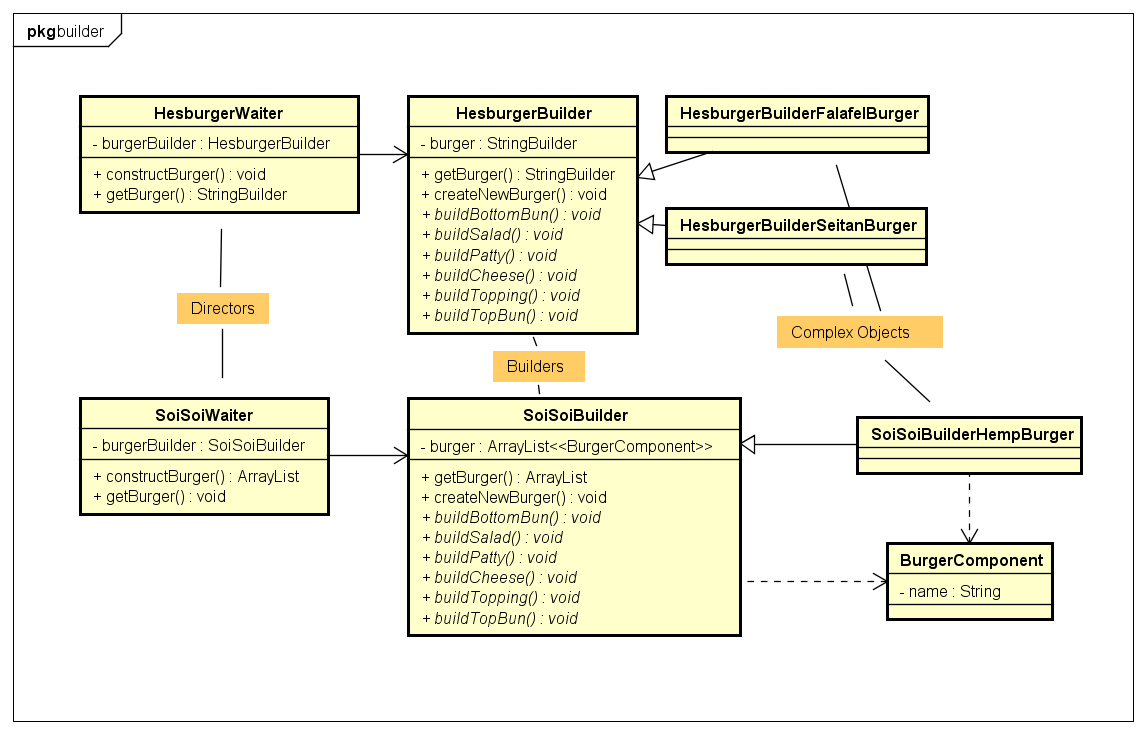 pkg builder
HesburgerWaiter
- burgerBuilder : HesburgerBuilder
+ constructBurger() : void
+ getBurger() : StringBuilder
HesburgerBuilder
- burger : StringBuilder
+ getBurger() : StringBuilder
+ createNewBurger() : void
+ buildBottomBun() : void
+ buildSalad() : void
+ buildPatty() : void
+ buildCheese() : void
+ buildTopping() : void
+ buildTopBun() : void
HesburgerBuilderFalafelBurger
HesburgerBuilderSeitanBurger
Directors
Builders
Complex Objects
SoiSoiWaiter
- burgerBuilder : SoiSoiBuilder
+ constructBurger() : ArrayList
+ getBurger() : void
SoiSoiBuilder
- burger : ArrayList<<BurgerComponent>>
+ getBurger() : ArrayList
+ createNewBurger() : void
+ buildBottomBun() : void
+ buildSalad() : void
+ buildPatty() : void
+ buildCheese() : void
+ buildTopping() : void
+ buildTopBun() : void
SoiSoiBuilderHempBurger
BurgerComponent
- name : String